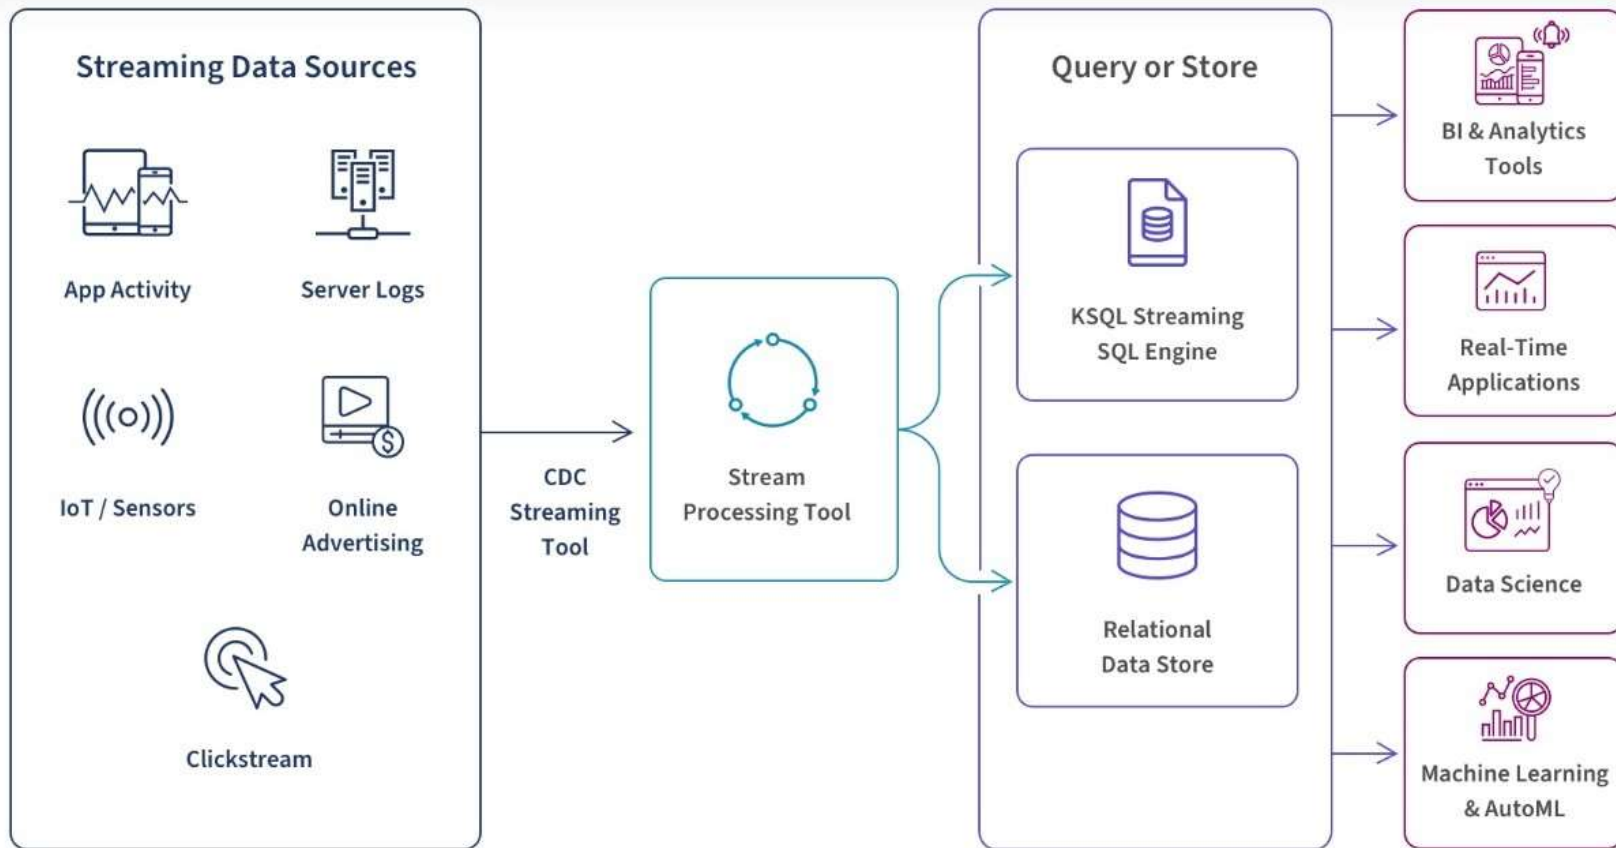 Streaming Data Sources
App Activity
Server Logs
IoT / Sensors
Online
Advertising
Clickstream
CDC
Streaming
Tool
Stream
Processing Tool
Query or Store
KSQL Streaming
SQL Engine
Relational
Data Store
BI & Analytics
Tools
Real-Time
Applications
Data Science
Machine Learning
& AutoML